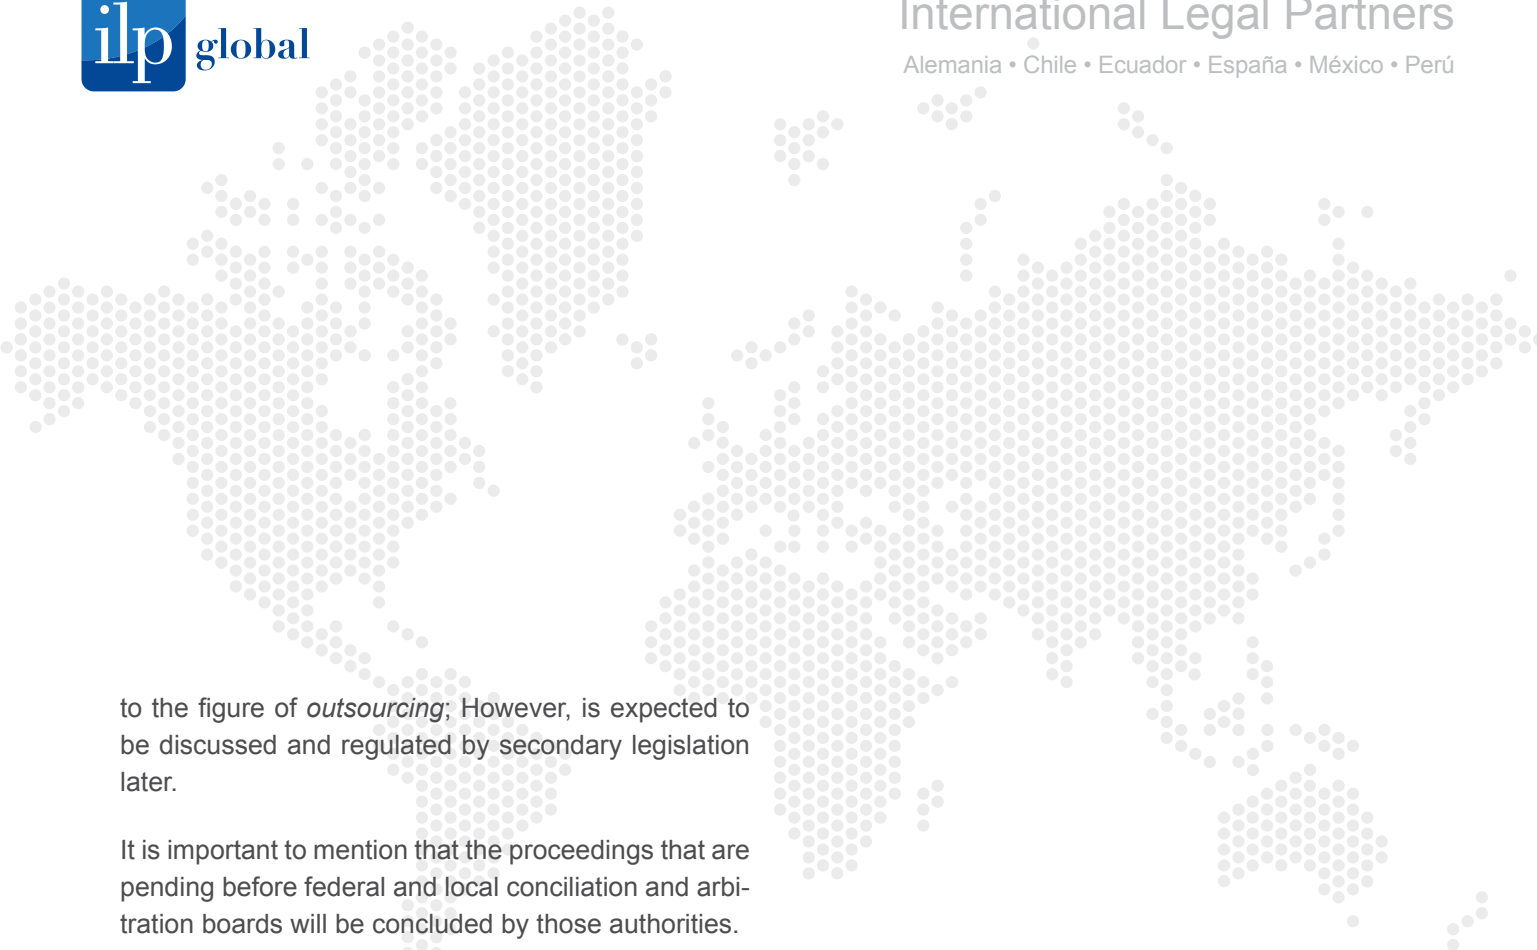 ilp global
International Legal Partners
Alemania • Chile • Ecuador • España • México • Perú
to the figure of outsourcing; However, is expected to
be discussed and regulated by secondary legislation
later.
It is important to mention that the proceedings that are
pending before federal and local conciliation and arbi-
tration boards will be concluded by those authorities.